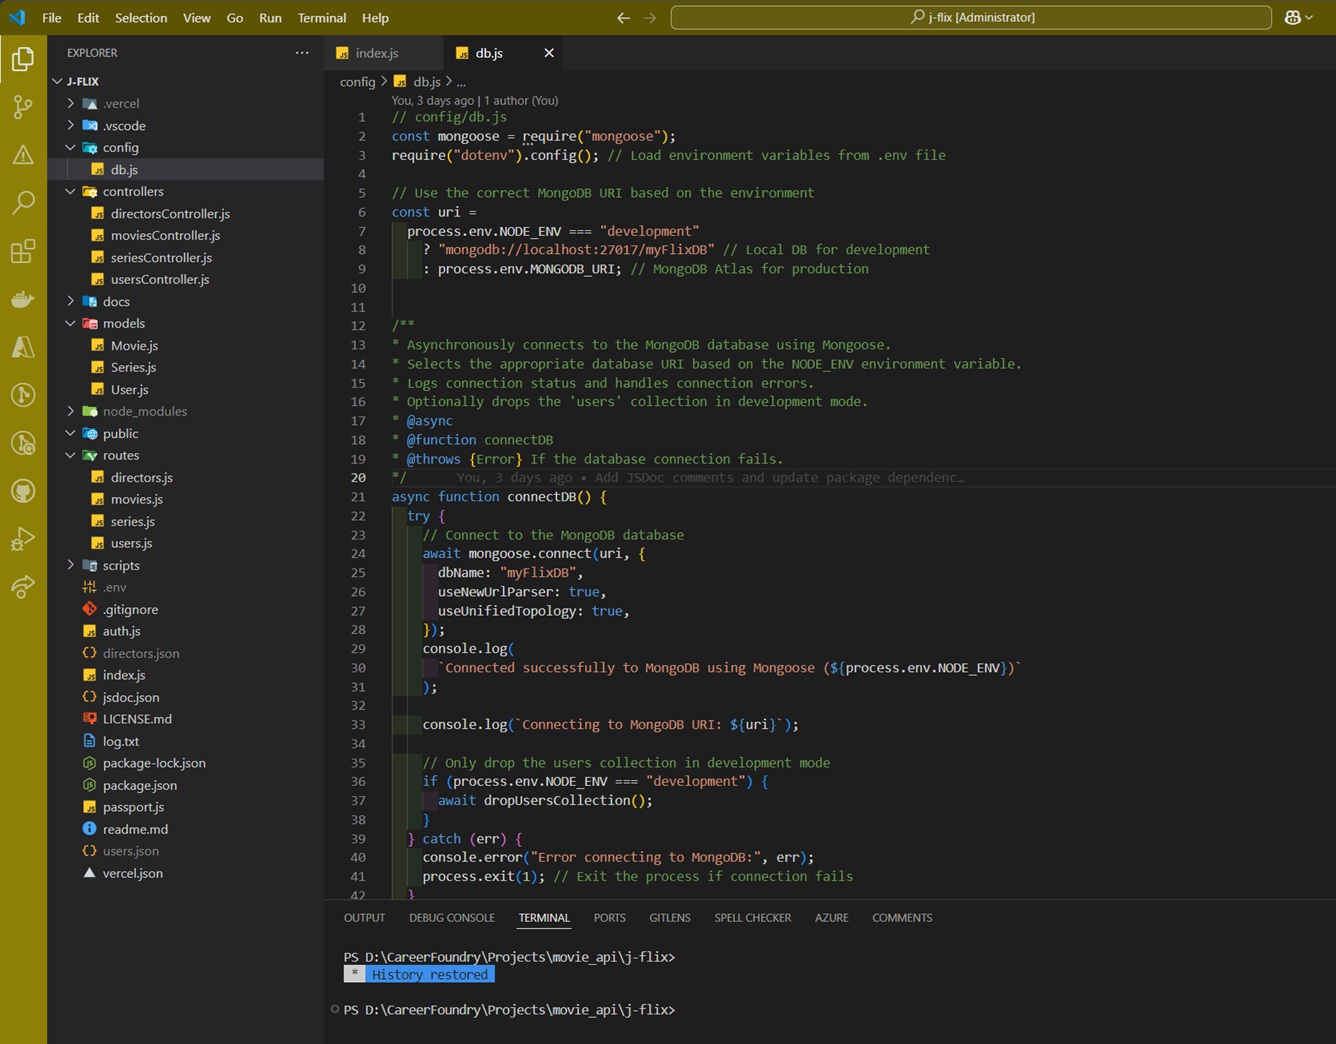 File Edit Selection View Go Run Terminal Help
j-flix [Administrator]
EXPLORER
J-FLIX
.vercel
.vscode
config
db.js
controllers
directorsController.js
moviesController.js
seriesController.js
usersController.js
docs
models
Movie.js
Series.js
User.js
node_modules
public
routes
directors.js
movies.js
series.js
users.js
scripts
.env
.gitignore
auth.js
directors.json
index.js
jsdoc.json
LICENSE.md
log.txt
package-lock.json
package.json
passport.js
readme.md
users.json
vercel.json
index.js
db.js
config > db.js > ...
You, 3 days ago | 1 author (You)
1 // config/db.js
2 const mongoose = require("mongoose");
3 require("dotenv").config(); // Load environment variables from .env file
4
5 // Use the correct MongoDB URI based on the environment
6 const uri =
7 process.env.NODE_ENV === "development"
8 ? "mongodb://localhost:27017/myFlixDB" // Local DB for development
9 : process.env.MONGODB_URI; // MongoDB Atlas for production
10
11
12 /**
13 * Asynchronously connects to the MongoDB database using Mongoose.
14 * Selects the appropriate database URI based on the NODE_ENV environment variable.
15 * Logs connection status and handles connection errors.
16 * Optionally drops the 'users' collection in development mode.
17 * @async
18 * @function connectDB
19 * @throws {Error} If the database connection fails.
20 */ You, 3 days ago • Add JSDoc comments and update package dependenc…
21 async function connectDB() {
22 try {
23 // Connect to the MongoDB database
24 await mongoose.connect(uri, {
25 dbName: "myFlixDB",
26 useNewUrlParser: true,
27 useUnifiedTopology: true,
28 });
29 console.log(
30 `Connected successfully to MongoDB using Mongoose (${process.env.NODE_ENV})`
31 );
32
33 console.log(`Connecting to MongoDB URI: ${uri}`);
34
35 // Only drop the users collection in development mode
36 if (process.env.NODE_ENV === "development") {
37 await dropUsersCollection();
38 }
39 } catch (err) {
40 console.error("Error connecting to MongoDB:", err);
41 process.exit(1); // Exit the process if connection fails
42 }
OUTPUT DEBUG CONSOLE TERMINAL PORTS GITLENS SPELL CHECKER AZURE COMMENTS
PS D:\CareerFoundry\Projects\movie_api\j-flix>
* History restored
PS D:\CareerFoundry\Projects\movie_api\j-flix>